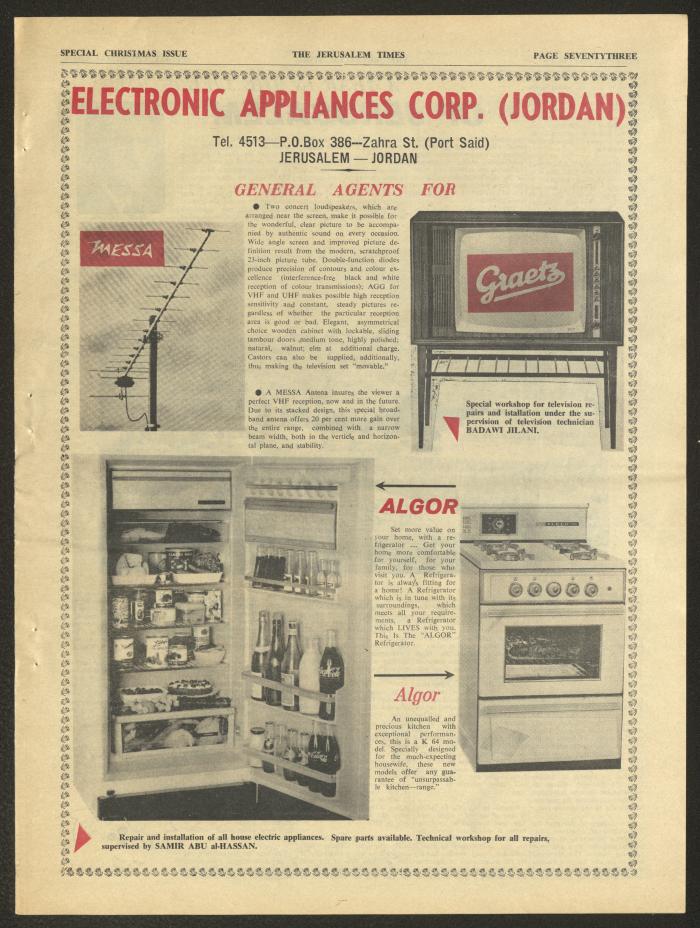 SPECIAL CHRISTMAS ISSUE
THE JERUSALEM TIMES
PAGE SEVENTYTHREE
ELECTRONIC APPLIANCES CORP. (JORDAN)
Tel. 4513—P.O.Box 386—Zahra St. (Port Said)
JERUSALEM — JORDAN
GENERAL AGENTS FOR
MESSA
● Two concert loudspeakers, which are
arranged near the screen, make it possible for
the wonderful, clear picture to be accompa-
nied by authentic sound on every occasion.
Wide angle screen and improved picture de-
finition result from the modern, scratchproof
23-inch picture tube. Double-function diodes
produce precision of contours and colour ex-
cellence (interference-free black and white
reception of colour transmissions); AGG for
VHF and UHF makes possible high reception
sensitivity and constant, steady pictures re-
gardless of whether the particular reception
area is good or bad. Elegant, asymmetrical
choice wooden cabinet with lockable, sliding
tambour doors ,medium tone, highly polished;
natural, walnut; elm at additional charge.
Castors can also be supplied, additionally,
thus making the television set "movable."
● A MESSA Antena insures the viewer a
perfect VHF reception, now and in the future.
Due to its stacked design, this special broad-
band antena offers 20 per cent more gain over
the entire range, combined with a narrow
beam width, both in the verticle and horizon-
tal plane, and stability.
Graetz
Special workshop for television re-
pairs and istallation under the su-
pervision of television technician
BADAWI JILANI.
ALGOR
Set more value on
your home, with a re-
frigerator .... Get your
home more comfortable
for yourself, for your
family, for those who
visit you. A Refrigera-
tor is always fitting for
a home! A Refrigerator
which is in tune with its
surroundings, which
meets all your require-
ments, a Refrigerator
which LIVES with you.
This Is The "ALGOR"
Refrigerator.
Algor
An unequalled and
precious kitchen with
exceptional performan-
ces, this is a K 64 mo-
del. Specially designed
for the much-expecting
housewife, these new
models offer any gua-
rantee of "unsurpassab-
le kitchen—range."
Repair and installation of all house electric appliances. Spare parts available. Technical workshop for all repairs,
supervised by SAMIR ABU al-HASSAN.